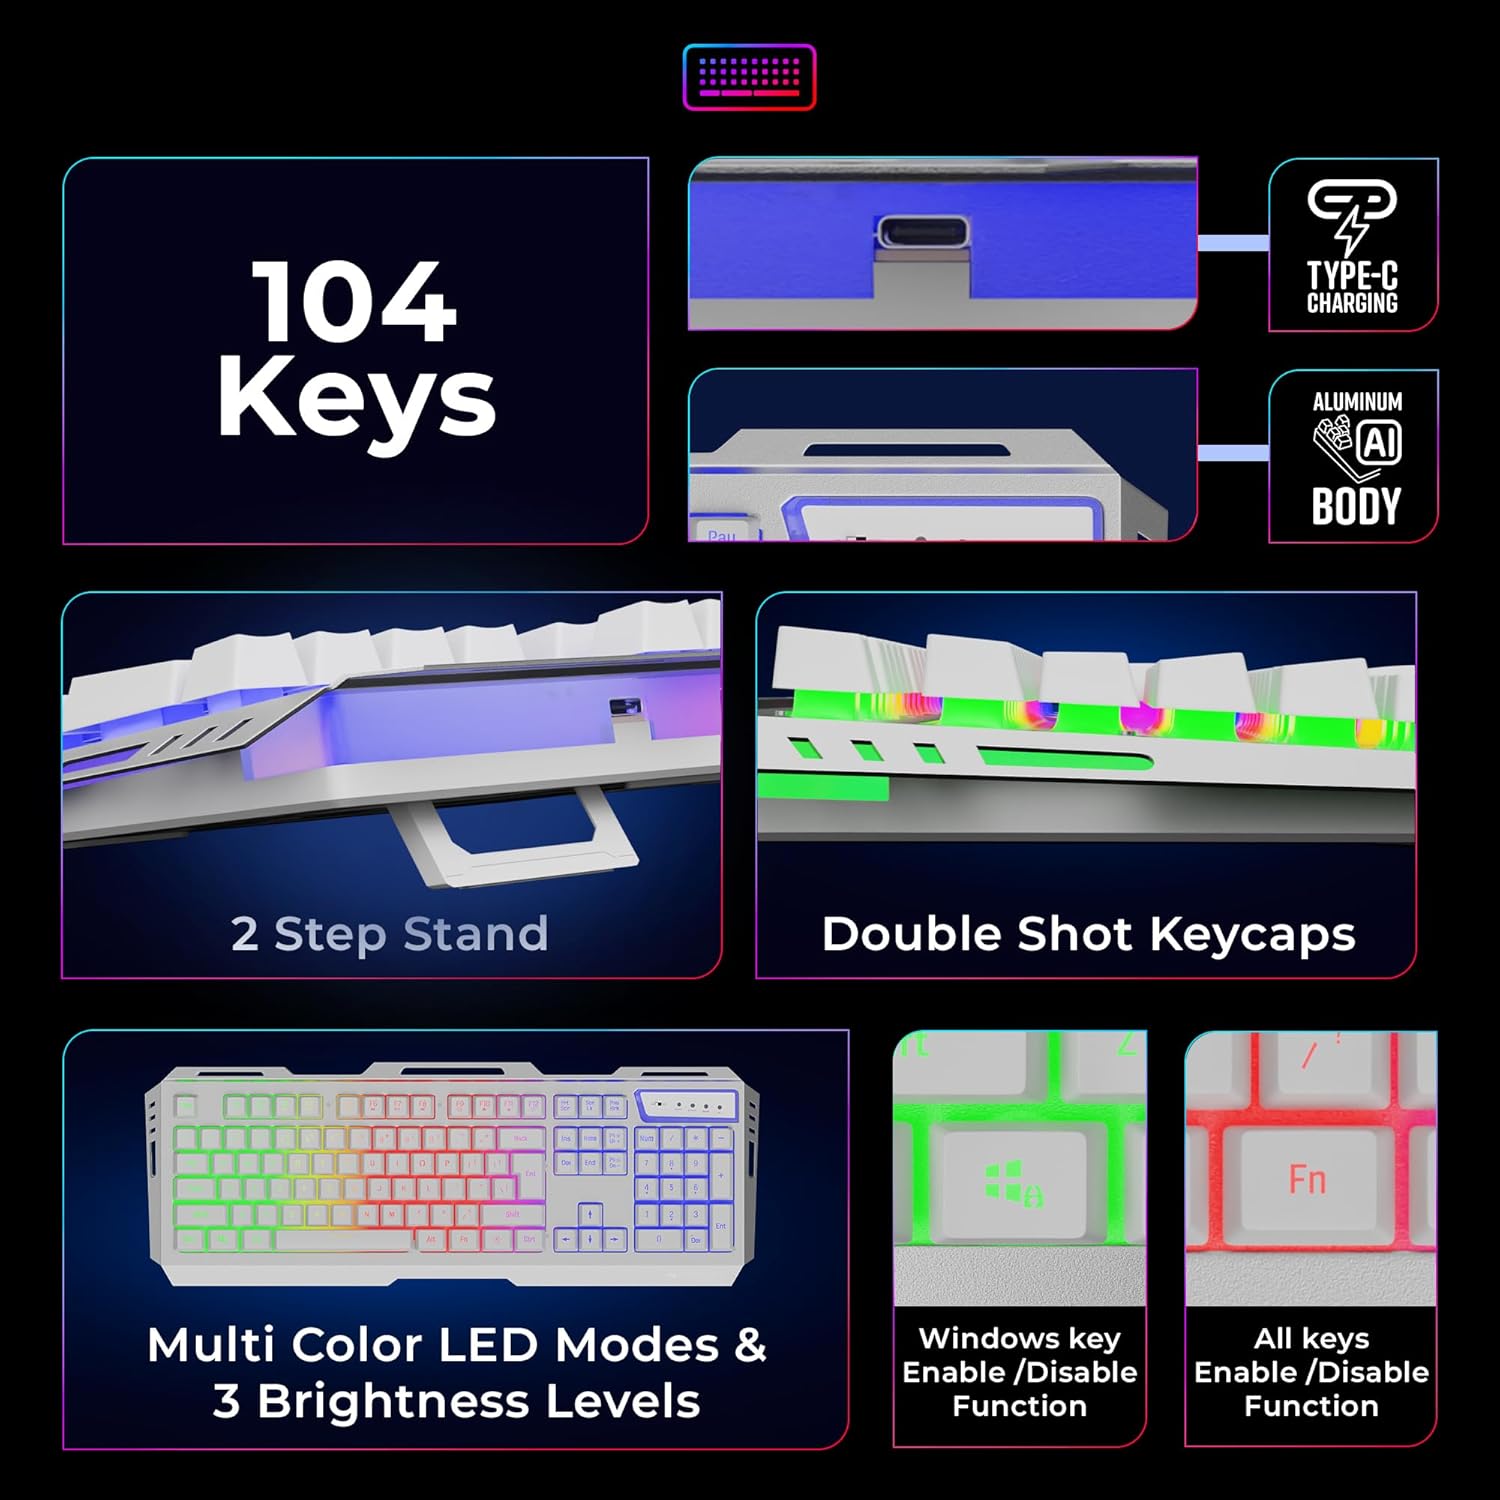 104
Keys
TYPE-C
CHARGING
Pau
ALUMINUM
Al
BODY
2 Step Stand
Double Shot Keycaps
Multi Color LED Modes &
3 Brightness Levels
Fn
Windows key
Enable /Disable
Function
All keys
Enable /Disable
Function